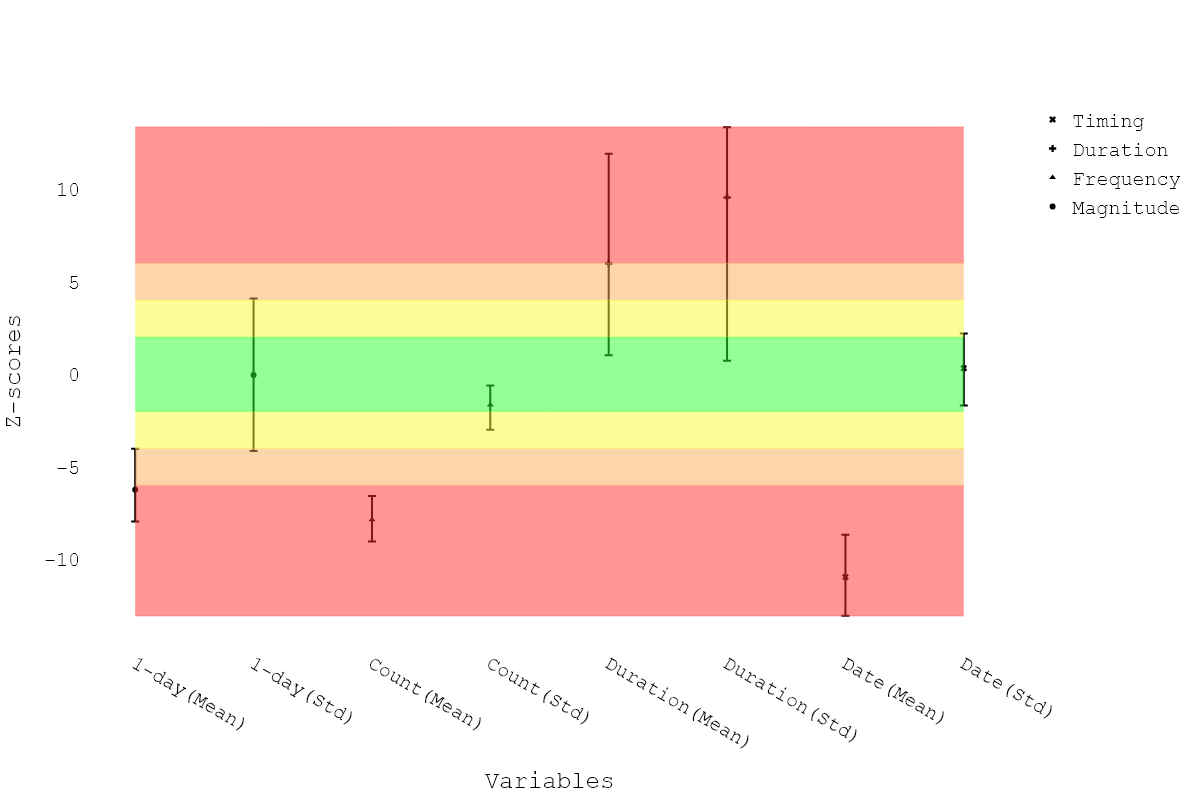 Timing
Duration
Frequency
Magnitude
10
5
0
−5
−10
Z−scores
1−day(Mean)
1−day(Std)
Count(Mean)
Count(Std)
Duration(Mean)
Duration(Std)
Date(Mean)
Date(Std)
Variables